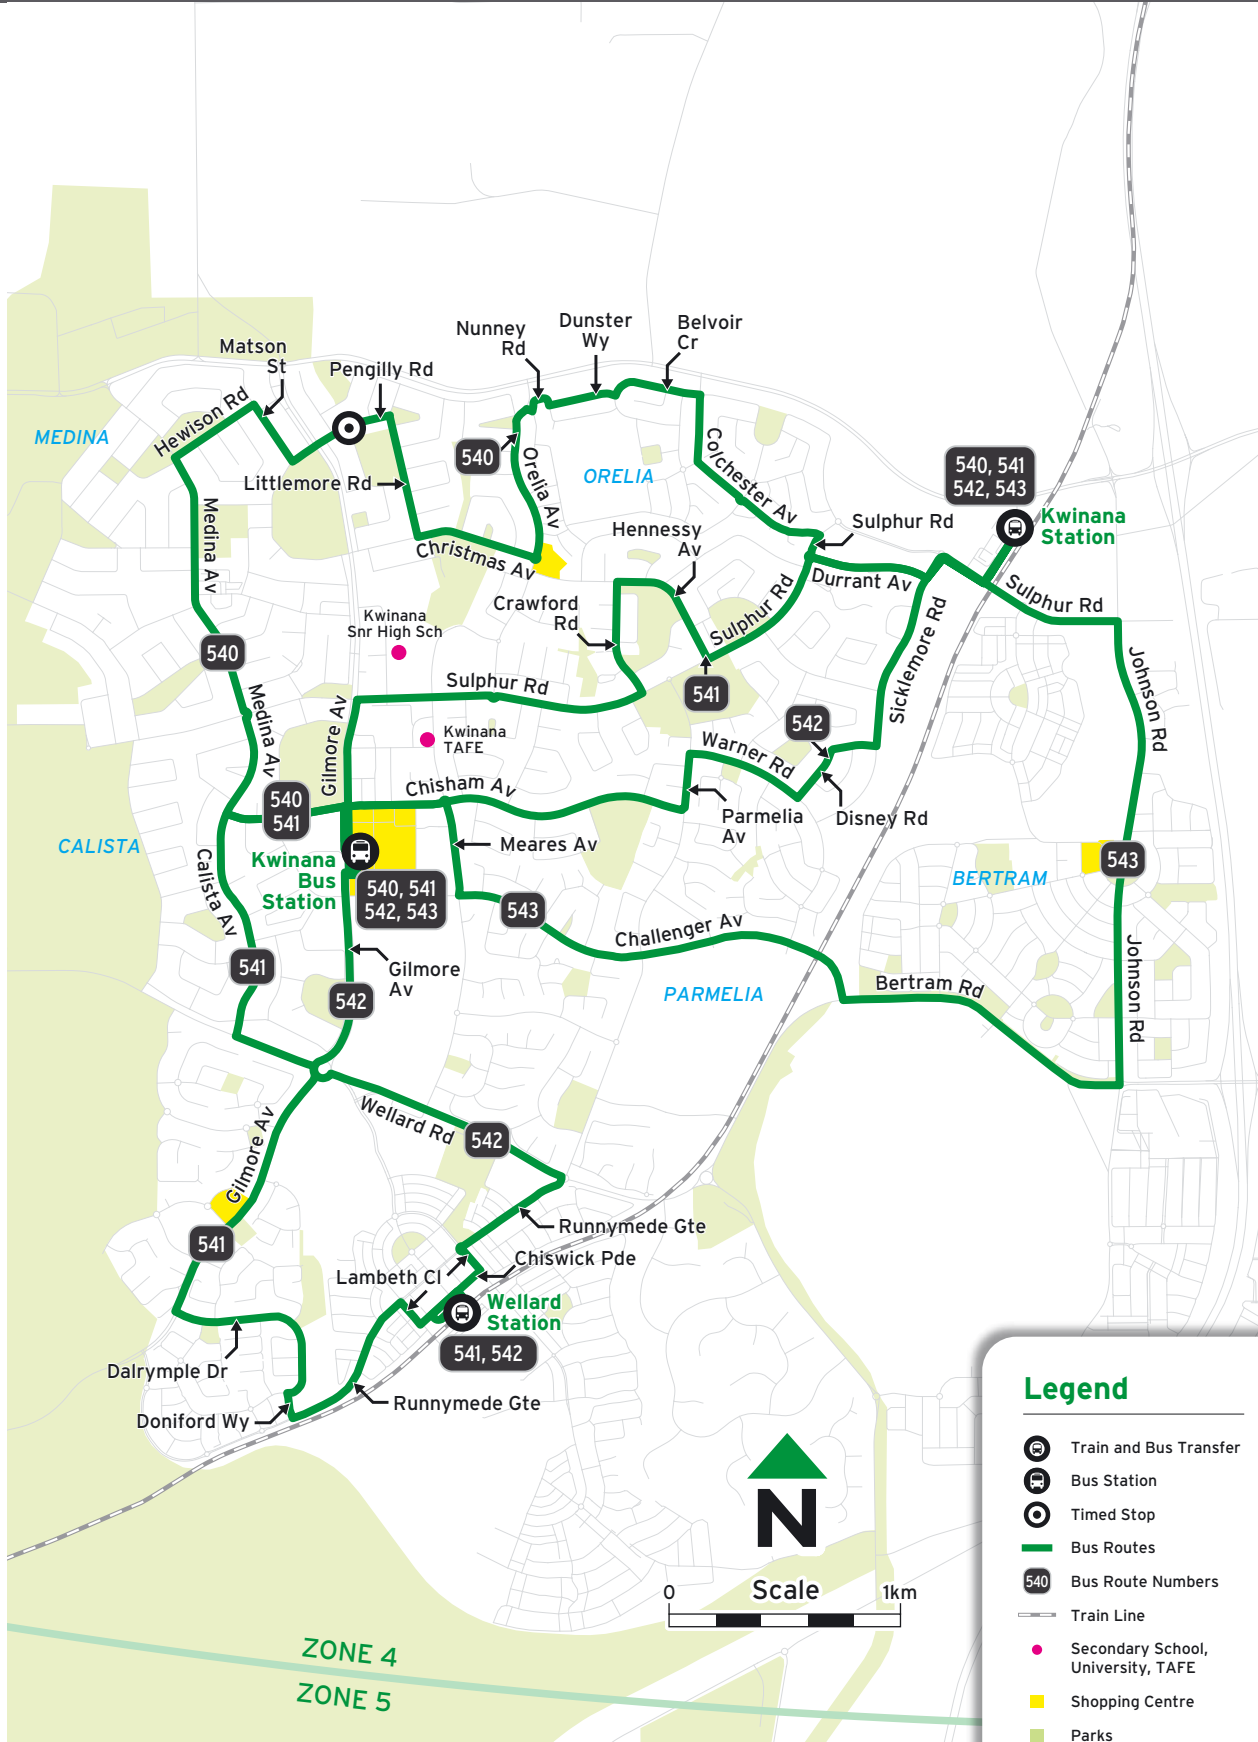 Matson
St
Pengilly Rd
Nunney
Rd
Dunster
Wy
Belvoir
Cr
Hewison Rd
MEDINA
540
Orelia Av
ORELIA
Colchester Av
540, 541
542, 543
Kwinana
Station
Littlemore Rd
Medina Av
Christmas Av
Hennessy
Av
Sulphur Rd
Durrant Av
Sulphur Rd
Crawford
Rd
Sulphur Rd
Kwinana
Snr High Sch
540
Sicklemore Rd
Johnson Rd
Sulphur Rd
541
Medina Av
Gilmore Av
Kwinana
TAFE
542
Warner Rd
Chisham Av
540
541
Parmelia
Av
Disney Rd
CALISTA
Meares Av
Kwinana
Bus
Station
540, 541
542, 543
543
BERTRAM
Calista Av
543
Challenger Av
541
Gilmore
Av
542
PARMELIA
Bertram Rd
Johnson Rd
Wellard Rd
542
Gilmore Av
541
Runnymede Gte
Chiswick Pde
Lambeth Cl
Wellard
Station
541, 542
Dalrymple Dr
Doniford Wy
Runnymede Gte
N
0
Scale
1km
ZONE 4
ZONE 5
Legend
Train and Bus Transfer
Bus Station
Timed Stop
Bus Routes
540
Bus Route Numbers
Train Line
Secondary School,
University, TAFE
Shopping Centre
Parks